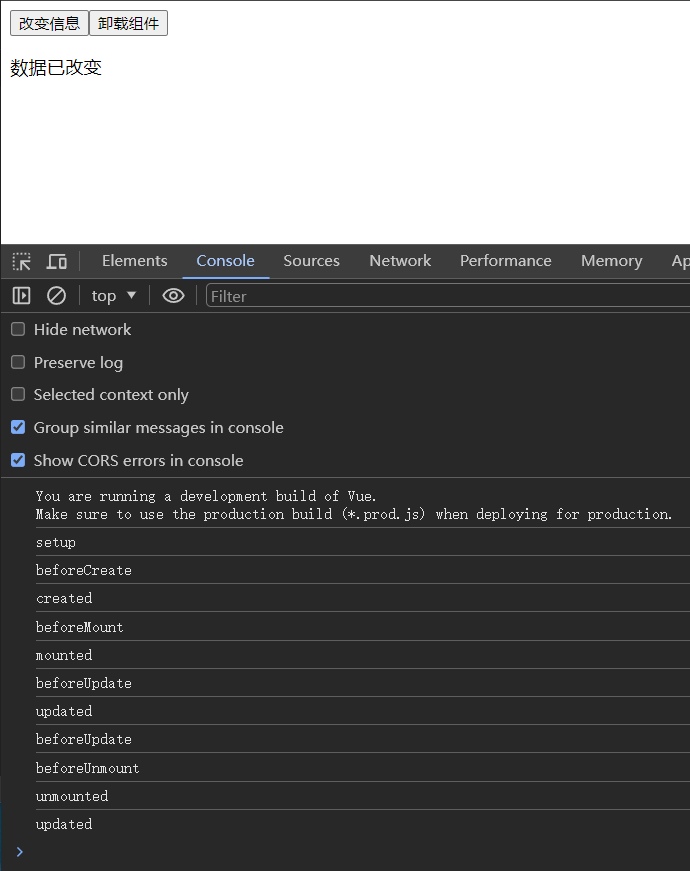 改变信息 卸载组件
数据已改变
Elements Console Sources Network Performance Memory Ap
top Filter
Hide network
Preserve log
Selected context only
Group similar messages in console
Show CORS errors in console
You are running a development build of Vue.
Make sure to use the production build (*.prod.js) when deploying for production.
setup
beforeCreate
created
beforeMount
mounted
beforeUpdate
updated
beforeUpdate
beforeUnmount
unmounted
updated